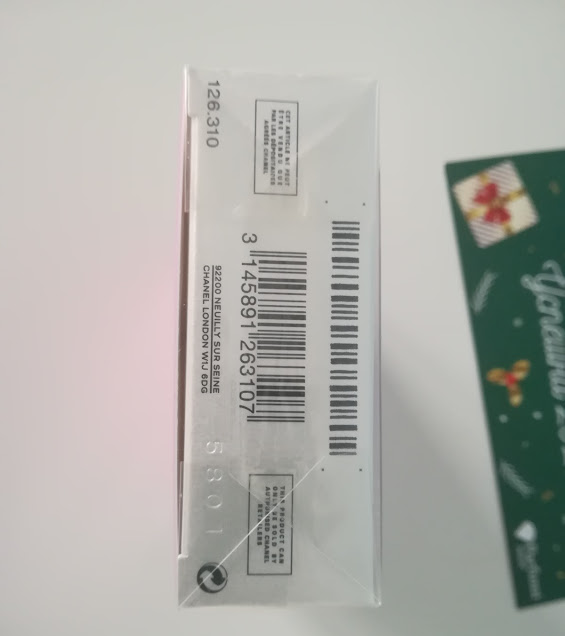 126.310
CET ARTICLE NE PEUT
ÊTRE VENDU QUE
PAR LES DÉPOSITAIRES
AGRÉÉS CHANEL
3 145891 263107
92200 NEUILLY SUR SEINE
CHANEL LONDON W1J 6DG
5801
THIS PRODUCT CAN
ONLY BE SOLD BY
AUTHORISED CHANEL
RETAILERS